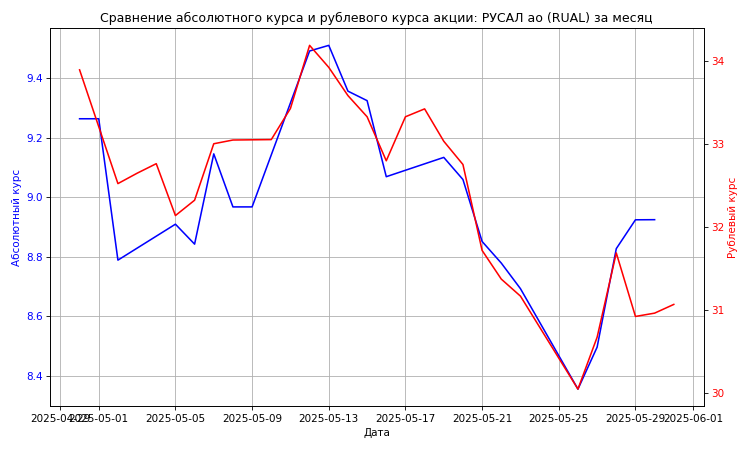 Сравнение абсолютного курса и рублевого курса акции: РУСАЛ ао (RUAL) за месяц
9.4
9.2
9.0
8.8
8.6
8.4
Абсолютный курс
34
33
32
31
30
Рублевый курс
2025-04-29 2025-05-01 2025-05-05 2025-05-09 2025-05-13 2025-05-17 2025-05-21 2025-05-25 2025-05-29 2025-06-01
Дата